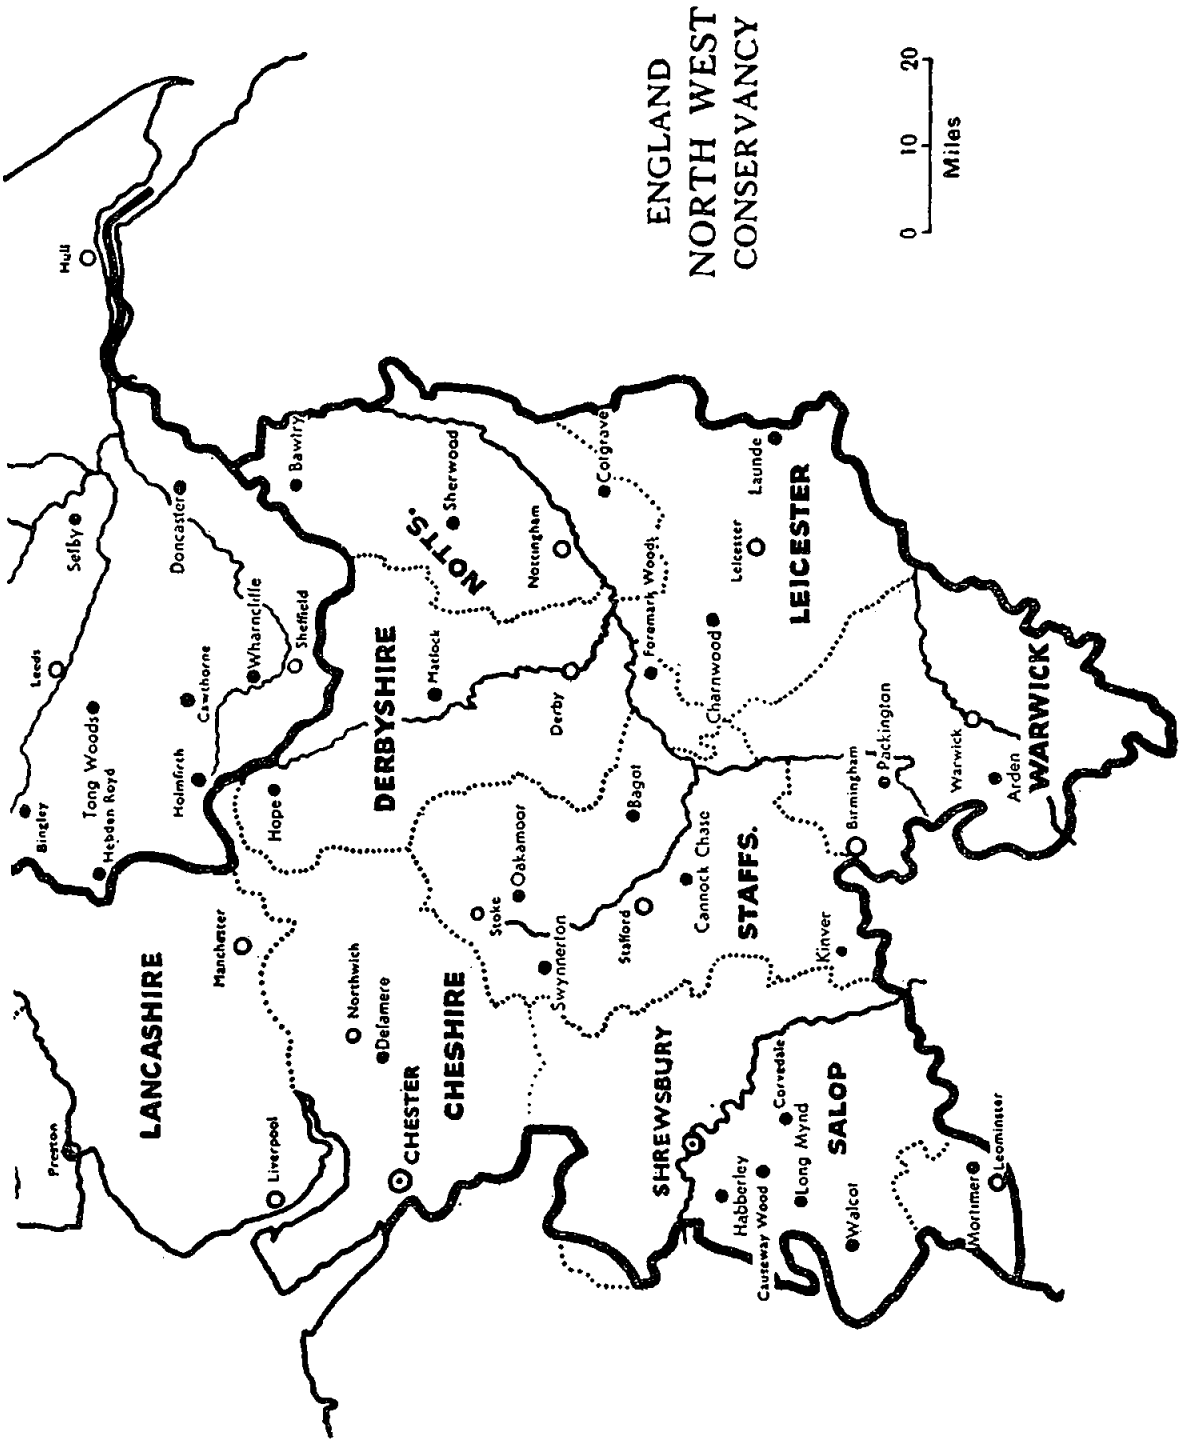 ENGLAND
NORTH WEST
CONSERVANCY
0 10 20
Miles
Hull
Selby
Leeds
Bingley
Tong Woods
Hebden Royd
Doncaster
Wharncliffe
Cawthorne
Sheffield
Holmfirth
Preston
LANCASHIRE
Manchester
Liverpool
Hope
Bawtry
Sherwood
NOTTS.
Nottingham
Cotgrave
DERBYSHIRE
Matlock
Derby
Foremark Woods
Northwich
Delamere
CHESTER
CHESHIRE
Stoke
Oakamoor
Swynnerton
Bagot
Stafford
Cannock Chase
STAFFS.
Kinver
Launde
Leicester
LEICESTER
Charnwood
Birmingham
Packington
Warwick
Arden
WARWICK
SHREWSBURY
Habberley
Causeway Wood
Corvedale
Long Mynd
SALOP
Walcot
Mortimer
Leominster